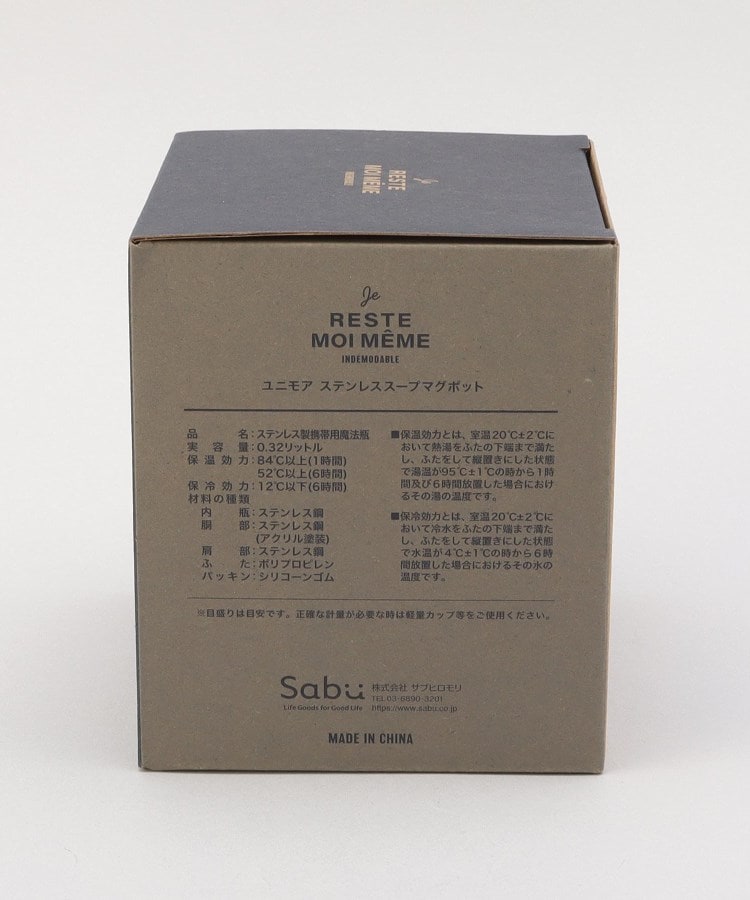 Je
RESTE
MOI MÊME
INDÉMODABLE
Je
RESTE
MOI MÊME
INDÉMODABLE
ユニモア ステンレススープマグポット
品名：ステンレス製携帯用魔法瓶
実容量：0.32リットル
保温効力：84℃以上(1時間)
52℃以上(6時間)
保冷効力：12℃以下(6時間)
材料の種類
内瓶：ステンレス鋼
胴部：ステンレス鋼
(アクリル塗装)
肩部：ステンレス鋼
ふた：ポリプロピレン
パッキン：シリコーンゴム
■保温効力とは、室温20℃±2℃に
おいて熱湯をふたの下端まで満た
し、ふたをして縦置きにした状態
で湯温が95℃±1℃の時から1時
間及び6時間放置した場合におけ
るその湯の温度です。
■保冷効力とは、室温20℃±2℃に
おいて冷水をふたの下端まで満た
し、ふたをして縦置きにした状態
で水温が4℃±1℃の時から6時
間放置した場合におけるその水の
温度です。
※目盛りは目安です。正確な計量が必要な時は軽量カップ等をご使用ください。
Sabu
Life Goods for Good Life
株式会社 サブヒロモリ
TEL03-6890-3201
https://www.sabu.co.jp
MADE IN CHINA